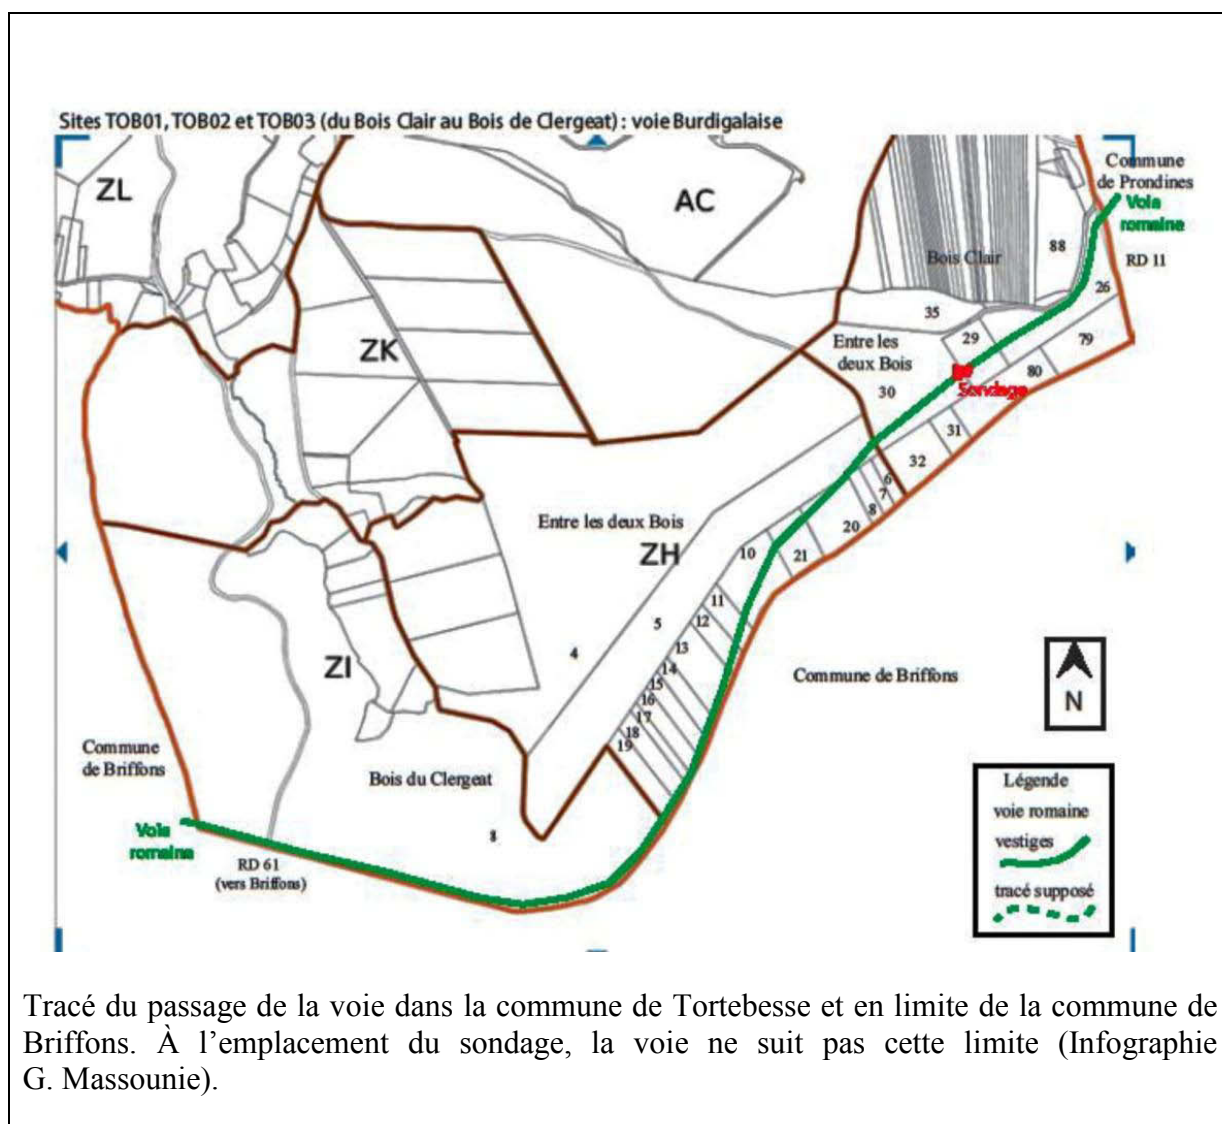 Sites TOB01, TOB02 et TOB03 (du Bois Clair au Bois de Clergeat) : voie Burdigalaise
ZL
AC
Commune
de Prondines
Voie
romaine
88
Bois Clair
RD 11
26
35
ZK
Entre les
deux Bois
29
79
80
Sondage
30
31
32
6
7
8
20
Entre les deux Bois
ZH
10
21
11
12
5
13
4
14
15
16
17
18
19
ZI
Commune de Briffons
N
Commune
de Briffons
Bois du Clergeat
8
Voie
romaine
RD 61
(vers Briffons)
Légende
voie romaine
vestiges
tracé supposé
Tracé du passage de la voie dans la commune de Tortebesse et en limite de la commune de
Briffons. À l’emplacement du sondage, la voie ne suit pas cette limite (Infographie
G. Massounie).